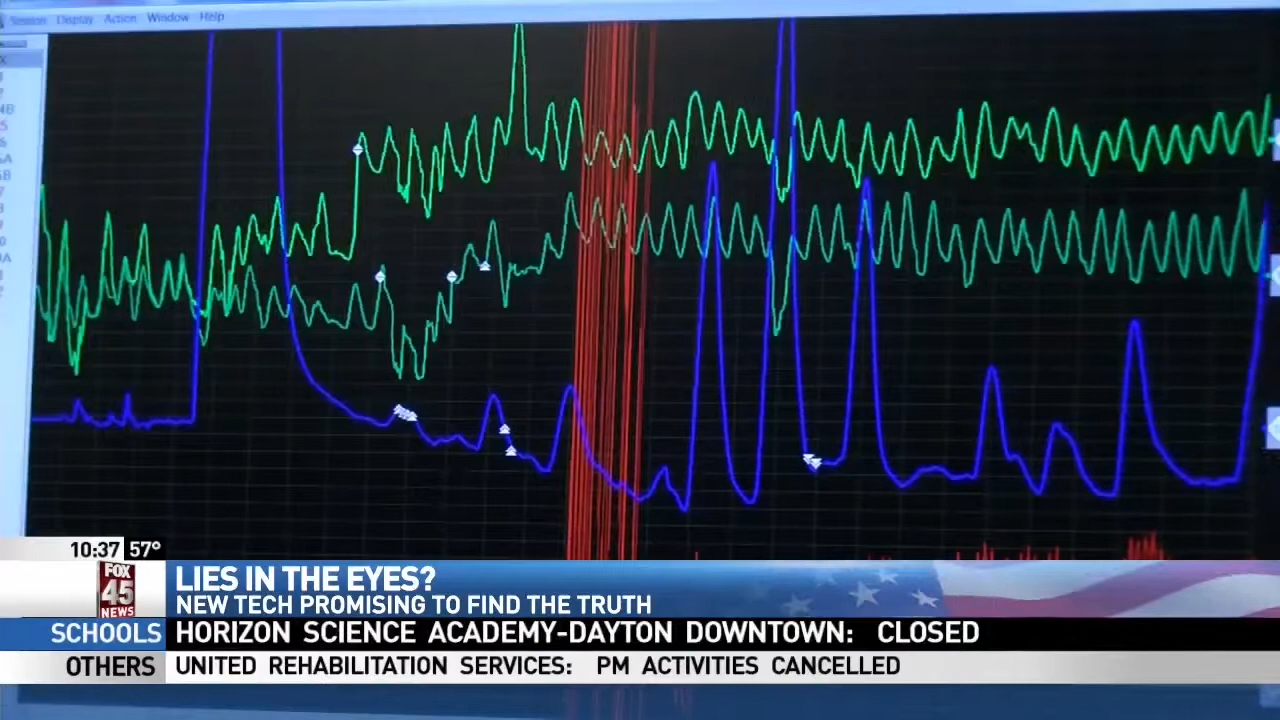 Session Display Action Window Help
10:37 57°
FOX
45
NEWS
LIES IN THE EYES?
NEW TECH PROMISING TO FIND THE TRUTH
SCHOOLS HORIZON SCIENCE ACADEMY-DAYTON DOWNTOWN: CLOSED
OTHERS UNITED REHABILITATION SERVICES: PM ACTIVITIES CANCELLED